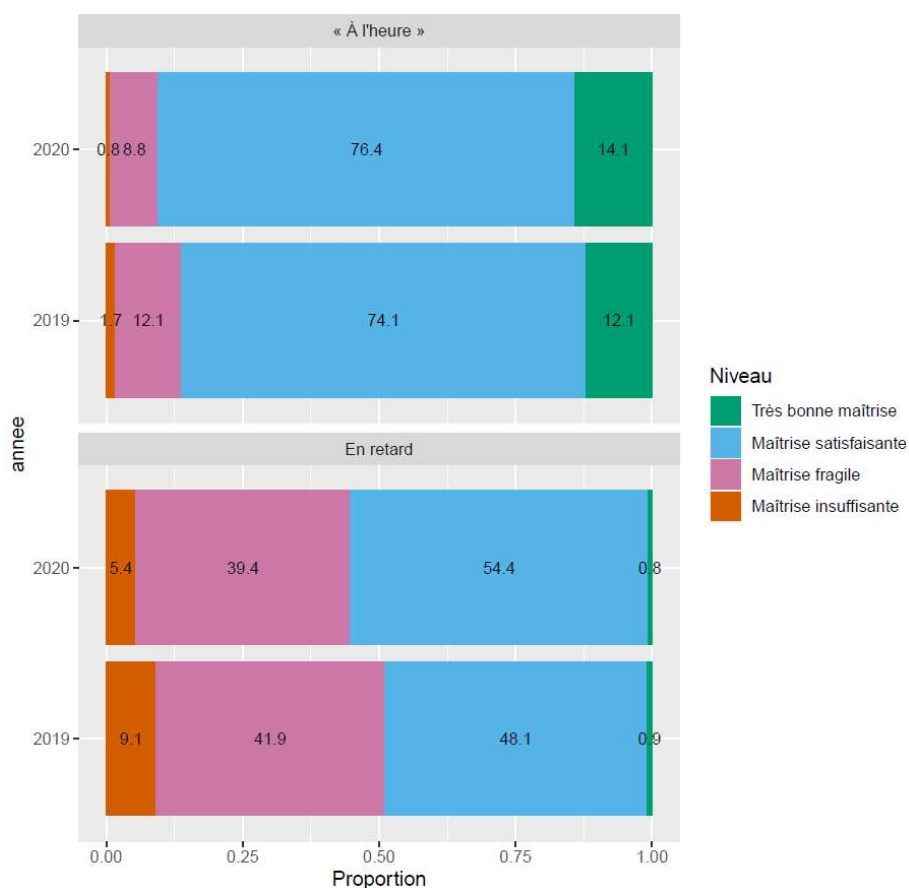 « À l'heure »
2020
0.8 8.8 76.4 14.1
2019
1.7 12.1 74.1 12.1
annee
En retard
2020
5.4 39.4 54.4 0.8
2019
9.1 41.9 48.1 0.9
0.00 0.25 0.50 0.75 1.00
Proportion
Niveau
Très bonne maîtrise
Maîtrise satisfaisante
Maîtrise fragile
Maîtrise insuffisante